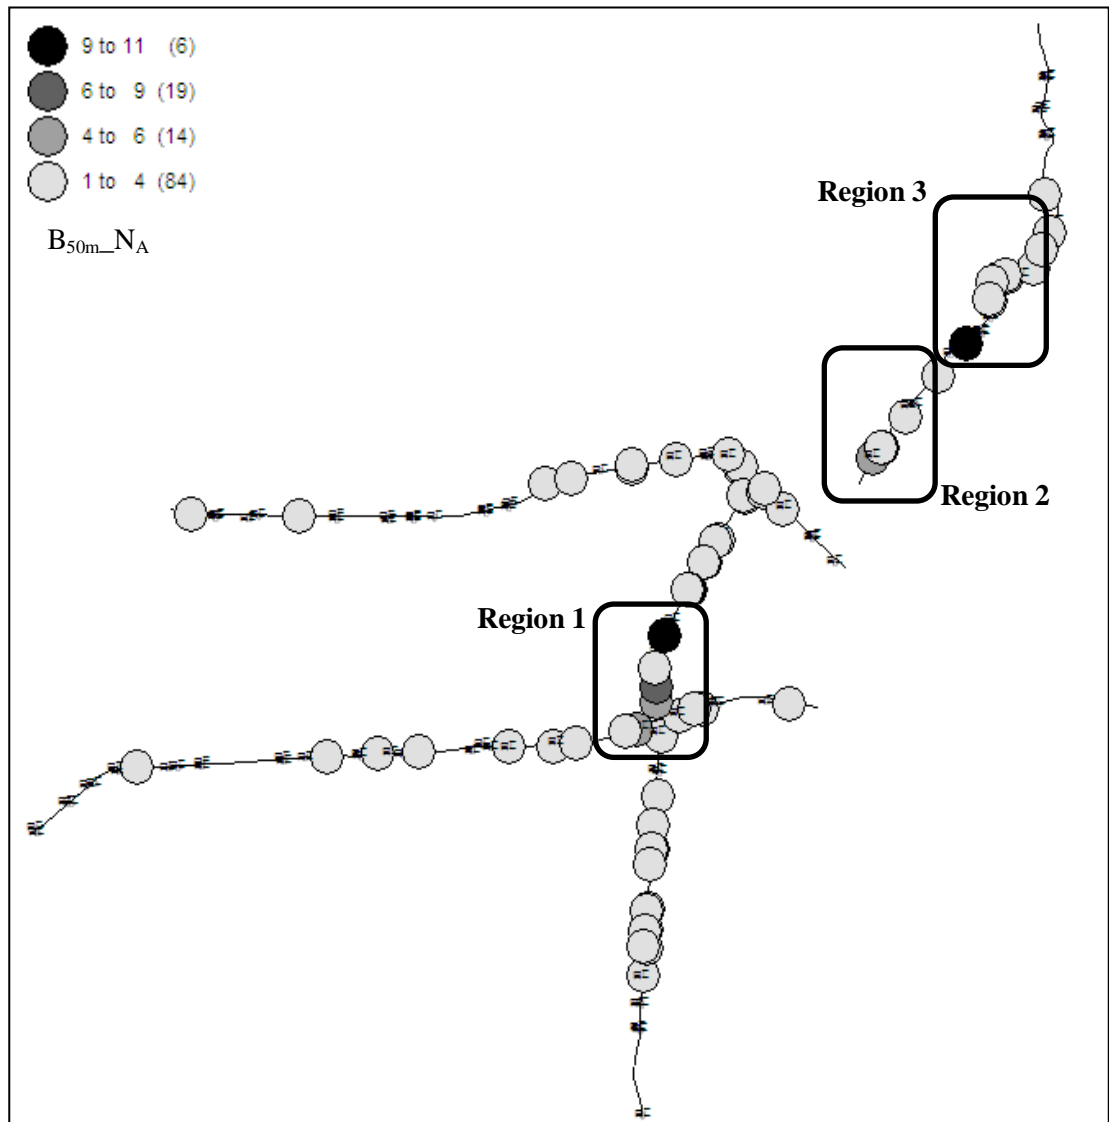 9 to 11 (6)
6 to 9 (19)
4 to 6 (14)
1 to 4 (84)
B50m_NA
Region 3
Region 2
Region 1